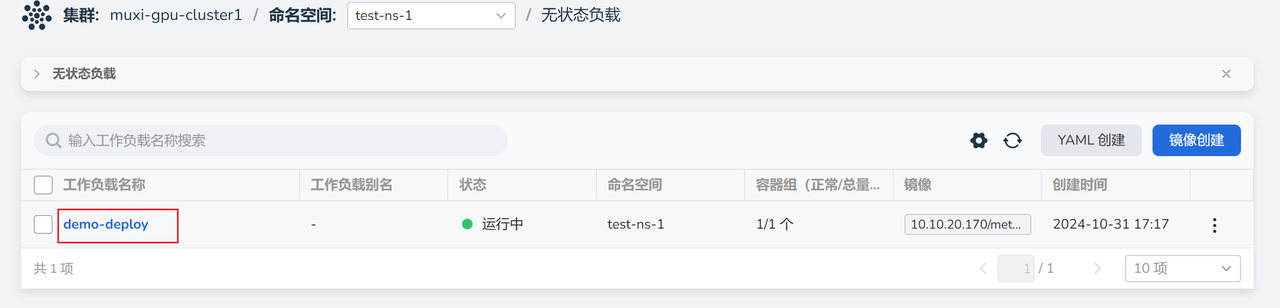 集群: muxi-gpu-cluster1 / 命名空间: test-ns-1 / 无状态负载
无状态负载
输入工作负载名称搜索 YAML 创建 镜像创建
工作负载名称 工作负载别名 状态 命名空间 容器组（正常/总量... 镜像 创建时间
demo-deploy - 运行中 test-ns-1 1/1 个 10.10.20.170/met... 2024-10-31 17:17
共 1 项 1 / 1 10 项